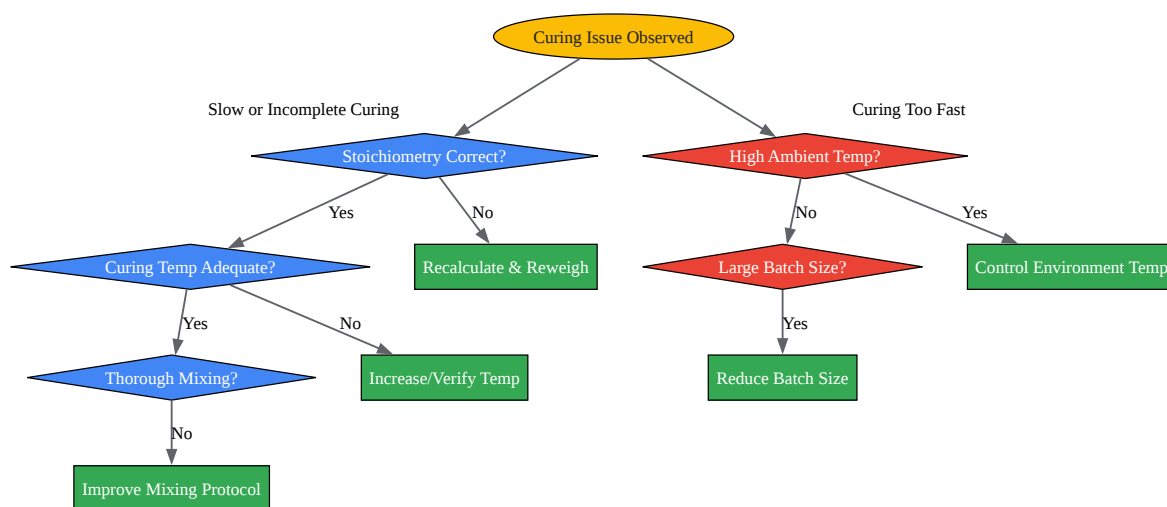 Curing Issue Observed
Slow or Incomplete Curing
Curing Too Fast
Stoichiometry Correct?
High Ambient Temp?
Yes
No
No
Yes
Curing Temp Adequate?
Recalculate & Reweigh
Large Batch Size?
Control Environment Temp
Yes
No
Yes
Thorough Mixing?
Increase/Verify Temp
Reduce Batch Size
No
Improve Mixing Protocol